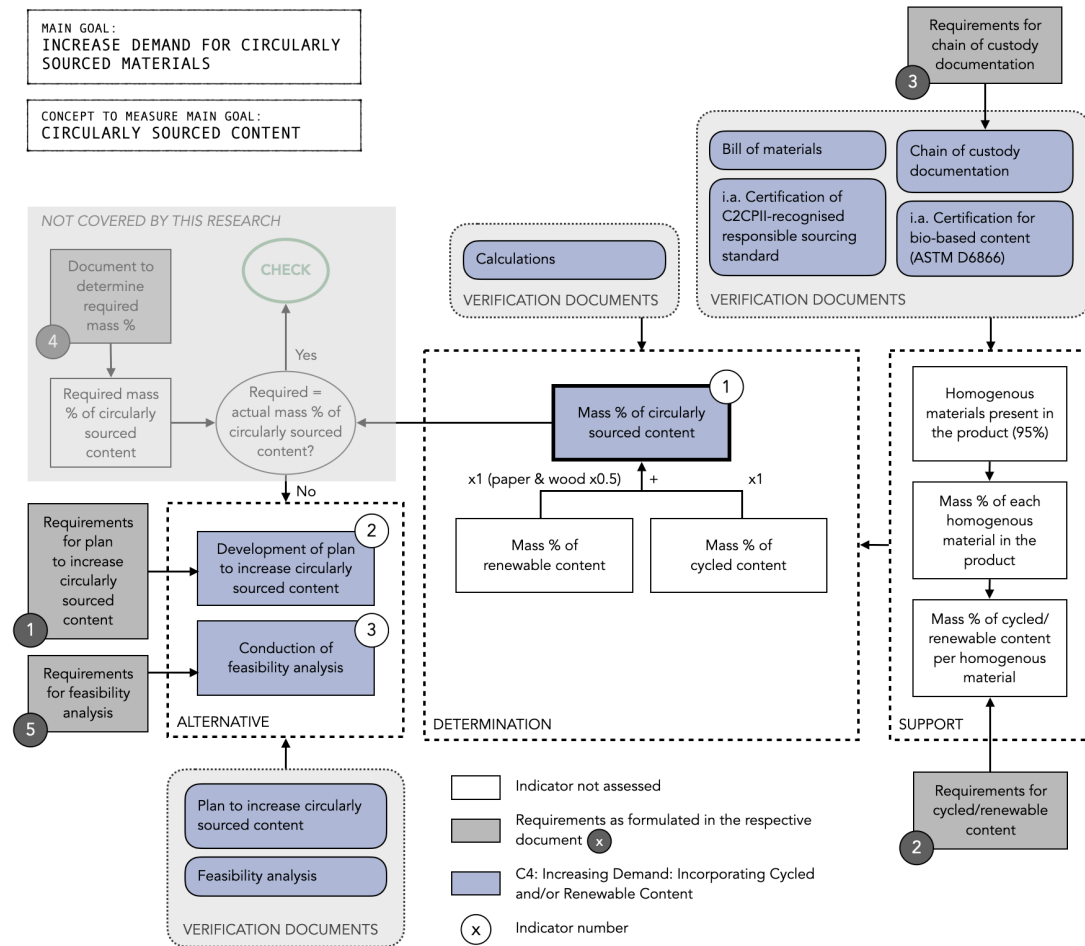 MAIN GOAL:
INCREASE DEMAND FOR CIRCULARLY
SOURCED MATERIALS
CONCEPT TO MEASURE MAIN GOAL:
CIRCULARLY SOURCED CONTENT
Requirements for
chain of custody
documentation
3
Bill of materials
Chain of custody
documentation
i.a. Certification of
C2CPII-recognised
responsible sourcing
standard
i.a. Certification for
bio-based content
(ASTM D6866)
VERIFICATION DOCUMENTS
Calculations
VERIFICATION DOCUMENTS
NOT COVERED BY THIS RESEARCH
Document to
determine
required
mass %
4
CHECK
Yes
Required mass
% of circularly
sourced
content
Required =
actual mass % of
circularly sourced
content?
No
Mass % of circularly
sourced content
1
x1 (paper & wood x0.5)
+
x1
Mass % of
renewable content
Mass % of
cycled content
DETERMINATION
Homogenous
materials present in
the product (95%)
Mass % of each
homogenous
material in the
product
Mass % of cycled/
renewable content
per homogenous
material
SUPPORT
Requirements
for plan
to increase
circularly
sourced
content
1
Development of plan
to increase circularly
sourced content
2
Requirements
for feasibility
analysis
5
Conduction of
feasibility analysis
3
ALTERNATIVE
Plan to increase circularly
sourced content
Feasibility analysis
VERIFICATION DOCUMENTS
Requirements for
cycled/renewable
content
2
Indicator not assessed
Requirements as formulated in the respective
document x
C4: Increasing Demand: Incorporating Cycled
and/or Renewable Content
x Indicator number